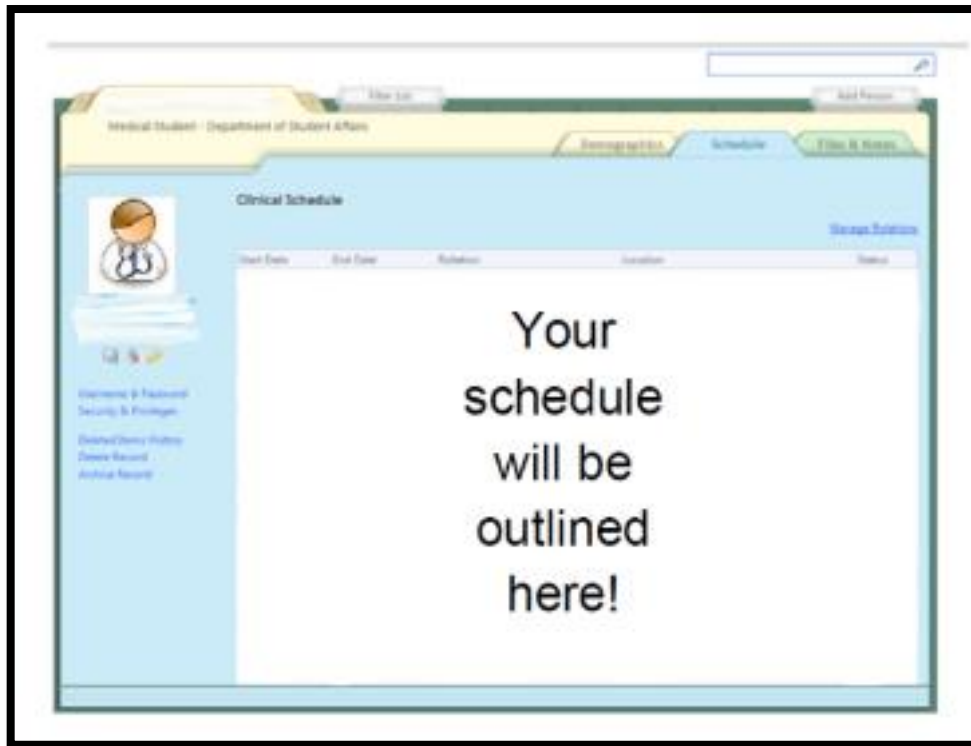 Filter List
Add Person
Medical Student - Department of Student Affairs
Demographics
Schedule
Files & Notes
Clinical Schedule
Manage Rotations
Start Date End Date Rotation Location Status
Your
schedule
will be
outlined
here!
Username & Password
Security & Privileges
Deleted Items History
Delete Record
Archive Record